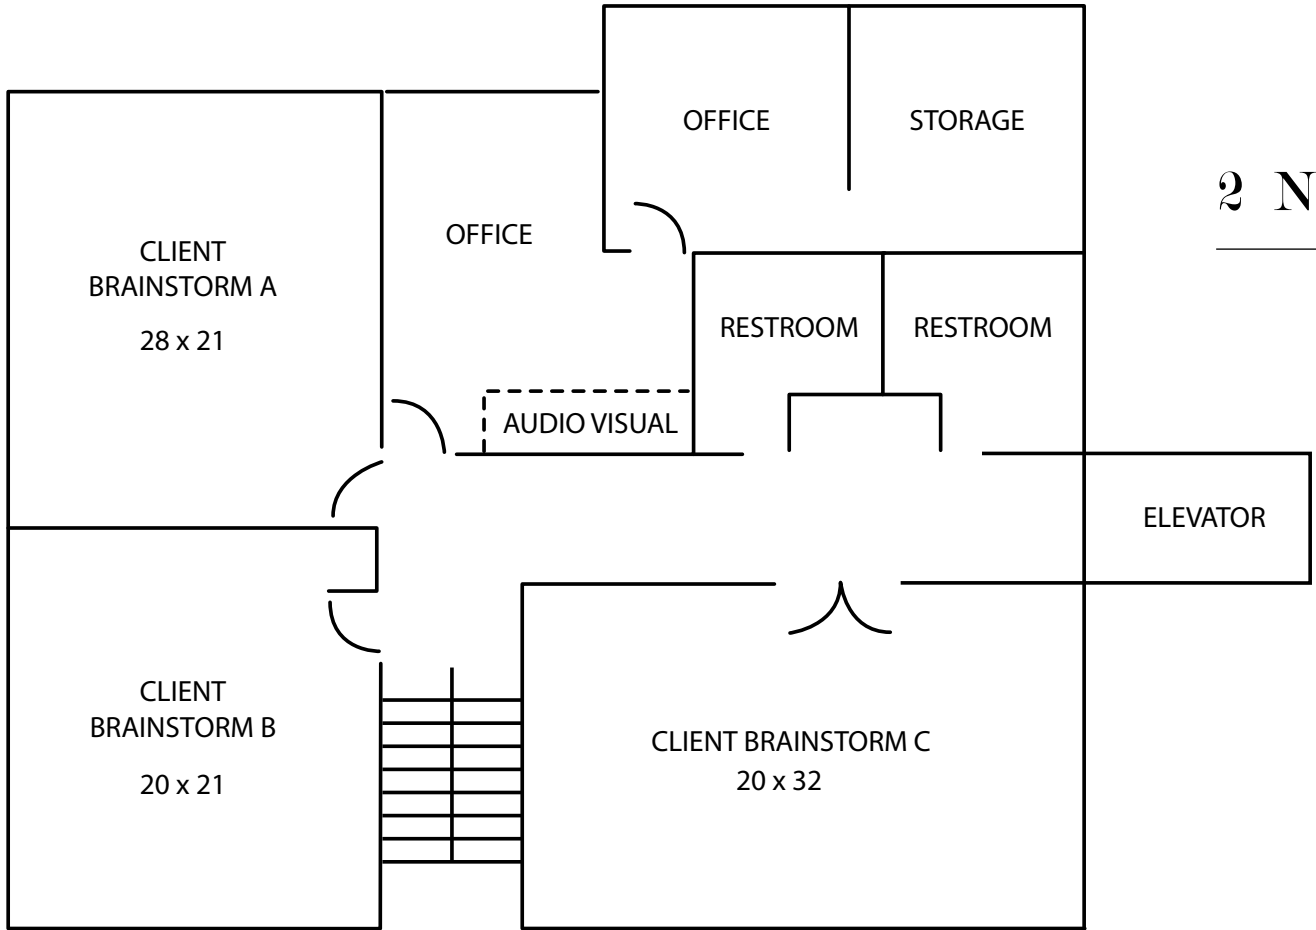 OFFICE
STORAGE
2 N
OFFICE
CLIENT
BRAINSTORM A
28 x 21
RESTROOM
RESTROOM
AUDIO VISUAL
ELEVATOR
CLIENT
BRAINSTORM B
20 x 21
CLIENT BRAINSTORM C
20 x 32